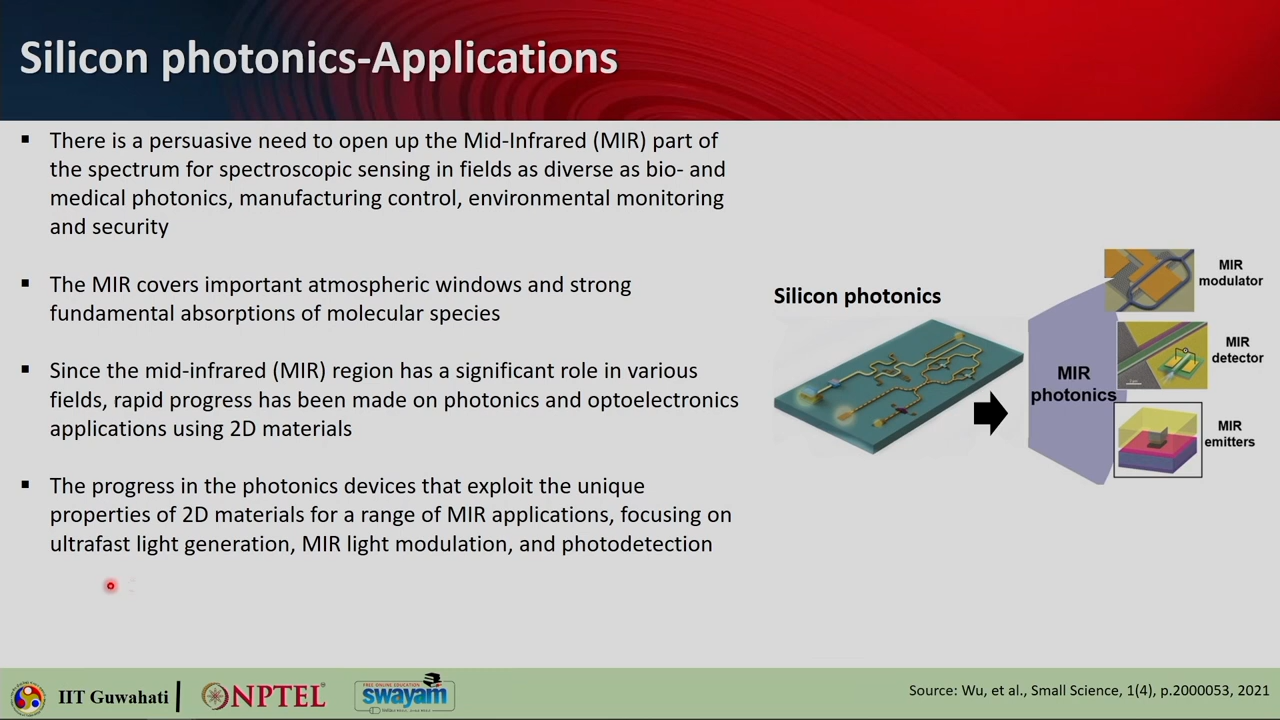 Silicon photonics-Applications
▪ There is a persuasive need to open up the Mid-Infrared (MIR) part of
the spectrum for spectroscopic sensing in fields as diverse as bio- and
medical photonics, manufacturing control, environmental monitoring
and security
▪ The MIR covers important atmospheric windows and strong
fundamental absorptions of molecular species
▪ Since the mid-infrared (MIR) region has a significant role in various
fields, rapid progress has been made on photonics and optoelectronics
applications using 2D materials
▪ The progress in the photonics devices that exploit the unique
properties of 2D materials for a range of MIR applications, focusing on
ultrafast light generation, MIR light modulation, and photodetection
Silicon photonics
MIR
photonics
MIR
modulator
MIR
detector
MIR
emitters
IIT Guwahati
NPTEL
FREE ONLINE EDUCATION
swayam
Source: Wu, et al., Small Science, 1(4), p.2000053, 2021